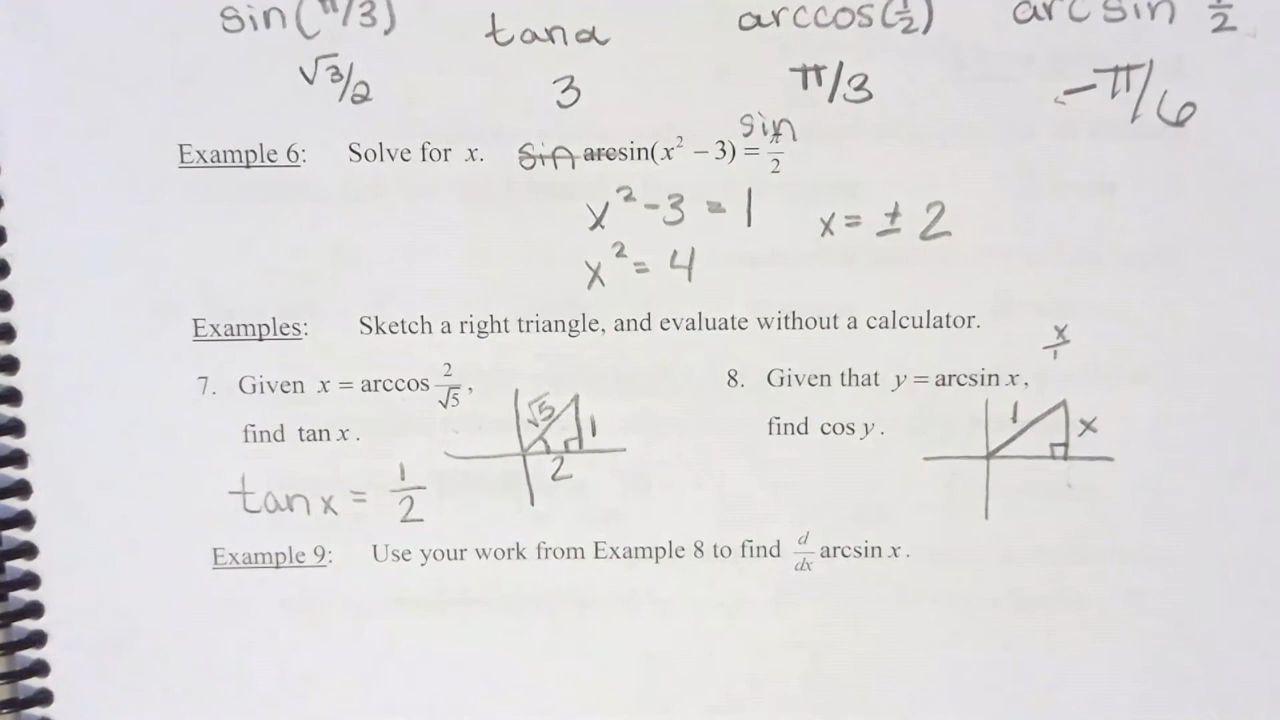 sin(π/3) tanα arccos(½) arcsin ½
√3/2 3 π/3 -π/6
sin
Example 6: Solve for x. sin arcsin(x² − 3) = π/2
x² - 3 = 1 x = ± 2
x² = 4
Examples: Sketch a right triangle, and evaluate without a calculator.
x/1
7. Given x = arccos 2/√5, 8. Given that y = arcsin x,
√5 1 1 x
find tan x. find cos y.
2
tan x = 1/2
Example 9: Use your work from Example 8 to find d/dx arcsin x.